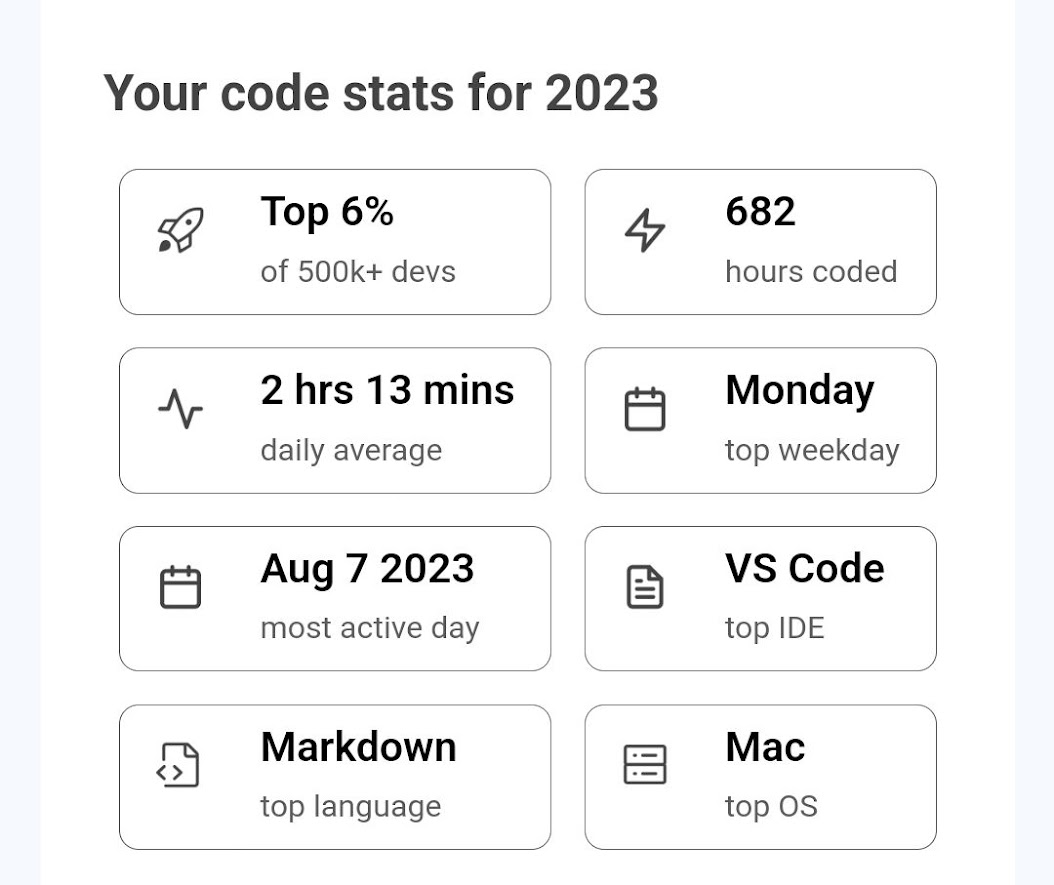 Your code stats for 2023
Top 6%
of 500k+ devs
682
hours coded
2 hrs 13 mins
daily average
Monday
top weekday
Aug 7 2023
most active day
VS Code
top IDE
Markdown
top language
Mac
top OS